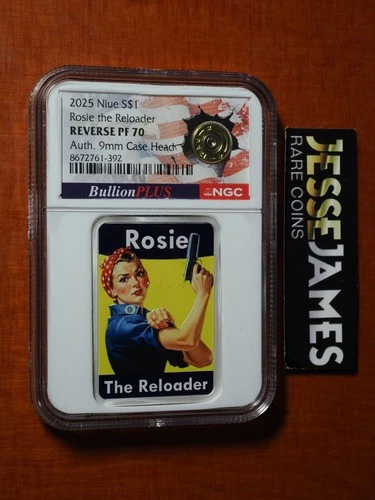 2025 Niue S$1
Rosie the Reloader
REVERSE PF 70
Auth. 9mm Case Head
8672761-392
BullionPLUS
NGC
Rosie
The Reloader
JESSE JAMES
RARE COINS